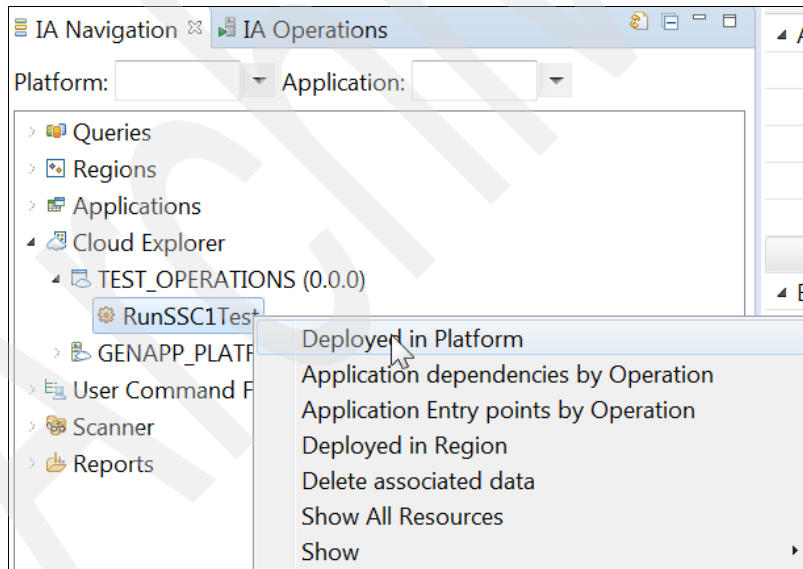 IA Navigation IA Operations
Platform: Application:
Queries
Regions
Applications
Cloud Explorer
TEST_OPERATIONS (0.0.0)
RunSSC1Test
Deployed in Platform
GENAPP_PLATF
Application dependencies by Operation
User Command F
Application Entry points by Operation
Scanner
Deployed in Region
Reports
Delete associated data
Show All Resources
Show